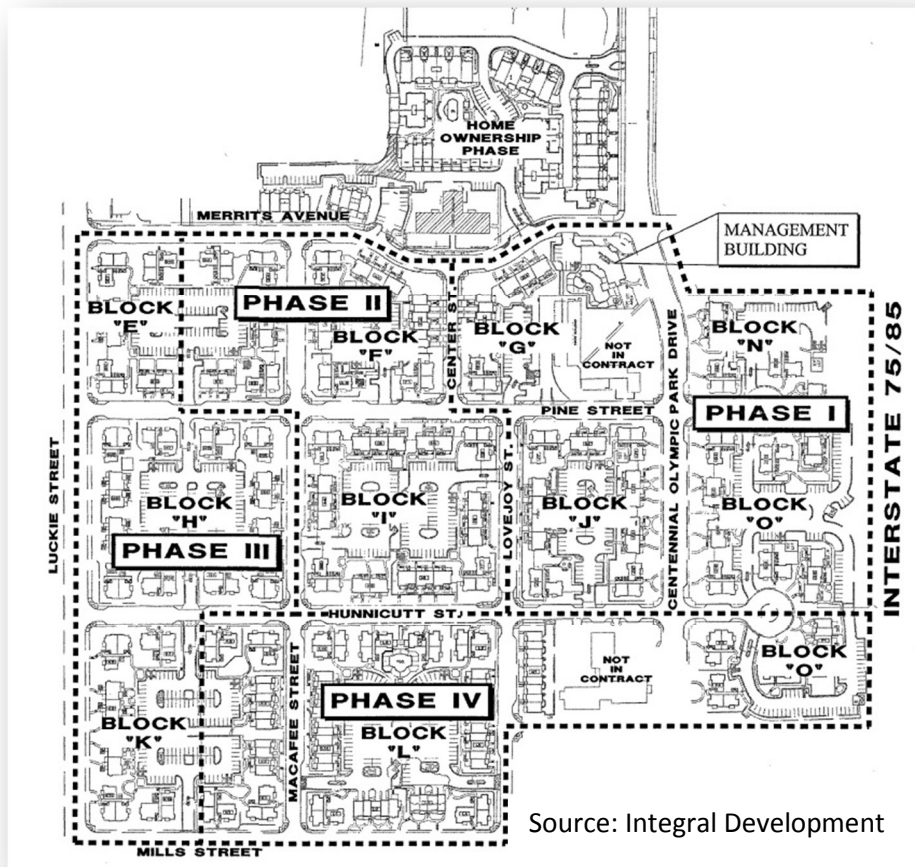 HOME
OWNERSHIP
PHASE
MERRITS AVENUE
MANAGEMENT
BUILDING
BLOCK
"E"
PHASE II
BLOCK
"F"
CENTER ST.
BLOCK
"G"
NOT
IN
CONTRACT
BLOCK
"N"
PINE STREET
PHASE I
LUCKIE STREET
BLOCK
"H"
PHASE III
BLOCK
"I"
LOVEJOY ST.
BLOCK
"J"
CENTENNIAL OLYMPIC PARK DRIVE
BLOCK
"O"
INTERSTATE 75/85
HUNNICUTT ST.
BLOCK
"K"
MACAFEE STREET
PHASE IV
BLOCK
"L"
NOT
IN
CONTRACT
BLOCK
"O"
MILLS STREET
Source: Integral Development